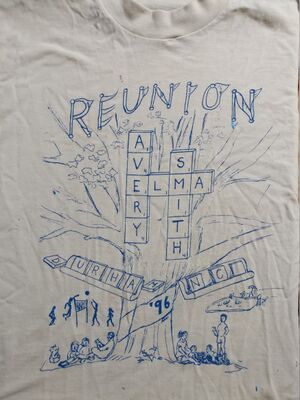 REUNION
AVERY
ELMA
SMITH
URHA
NC
'96